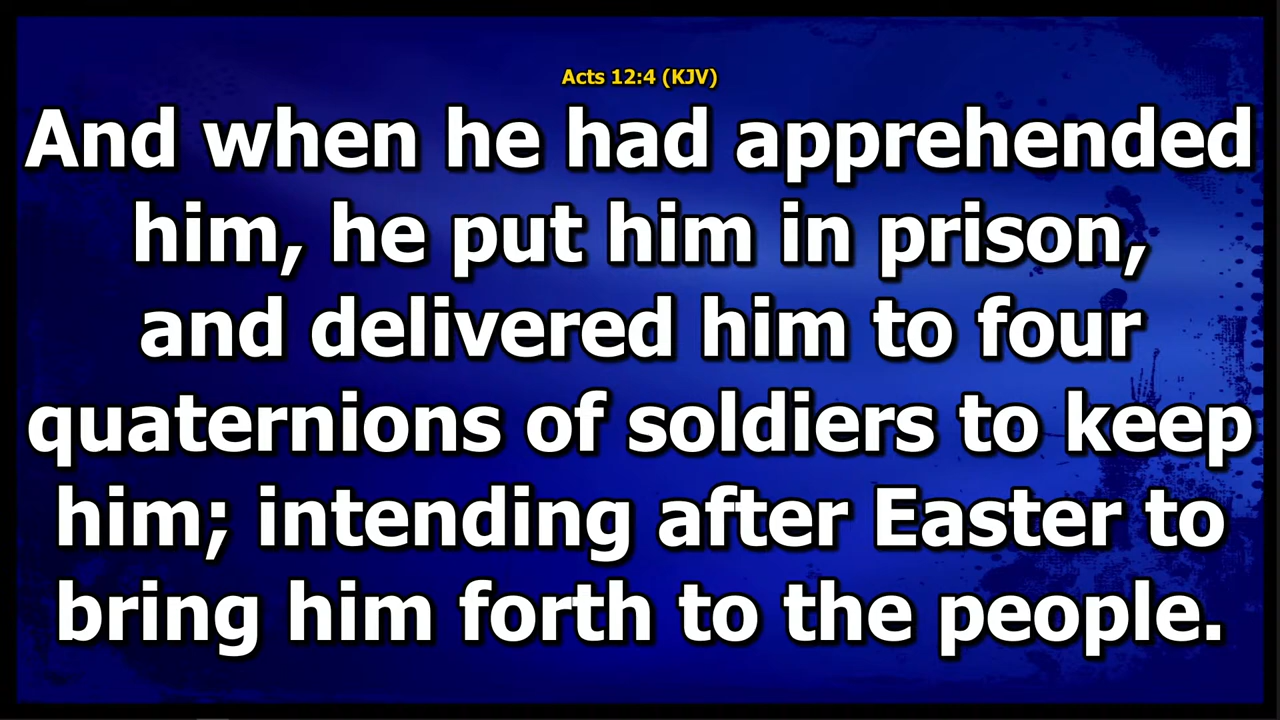 Acts 12:4 (KJV)
And when he had apprehended
him, he put him in prison,
and delivered him to four
quaternions of soldiers to keep
him; intending after Easter to
bring him forth to the people.